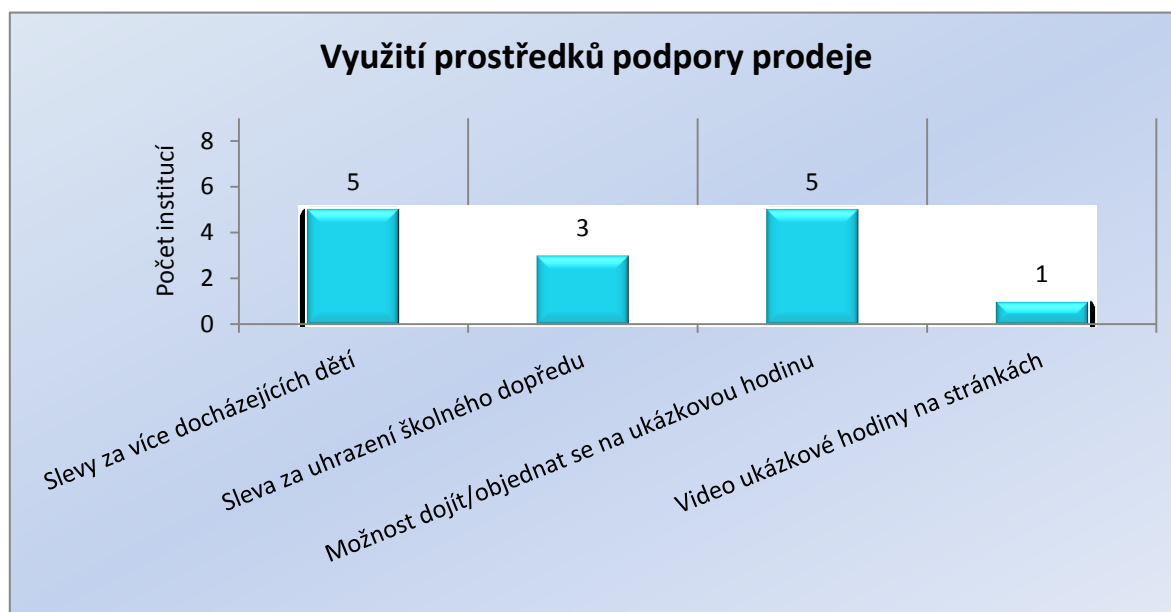 Využití prostředků podpory prodeje
Počet institucí
8
6
4
2
0
5
3
5
1
Slevy za více docházejících dětí
Sleva za uhrazení školného dopředu
Možnost dojít/objednat se na ukázkovou hodinu
Video ukázkové hodiny na stránkách